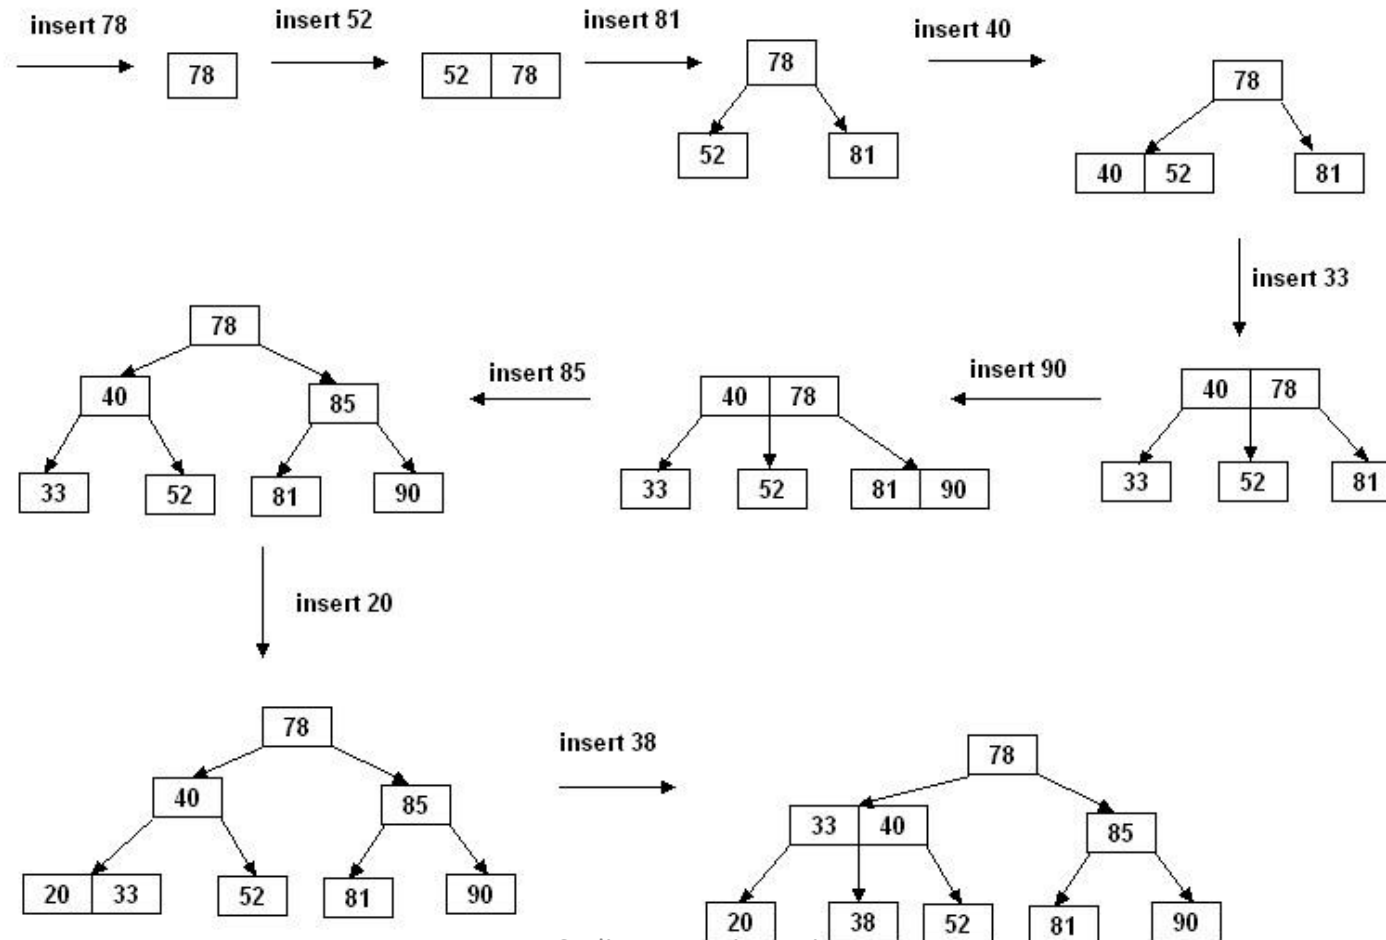 insert 78
insert 52
insert 81
insert 40
78
52 78
78
52 81
78
40 52 81
insert 33
40 78
33 52 81
insert 90
40 78
33 52 81 90
insert 85
78
40 85
33 52 81 90
insert 20
78
40 85
20 33 52 81 90
insert 38
78
33 40 85
20 38 52 81 90